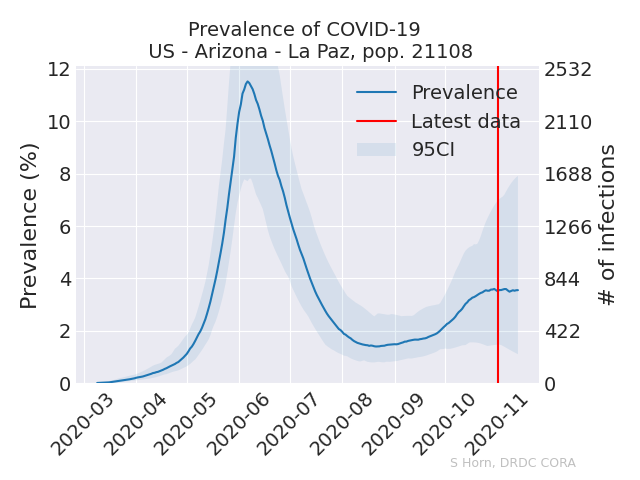 Prevalence of COVID-19
US - Arizona - La Paz, pop. 21108
Prevalence (%)
12
10
8
6
4
2
0
Prevalence
Latest data
95CI
2532
2110
1688
1266
844
422
0
# of infections
2020-03
2020-04
2020-05
2020-06
2020-07
2020-08
2020-09
2020-10
2020-11
S Horn, DRDC CORA